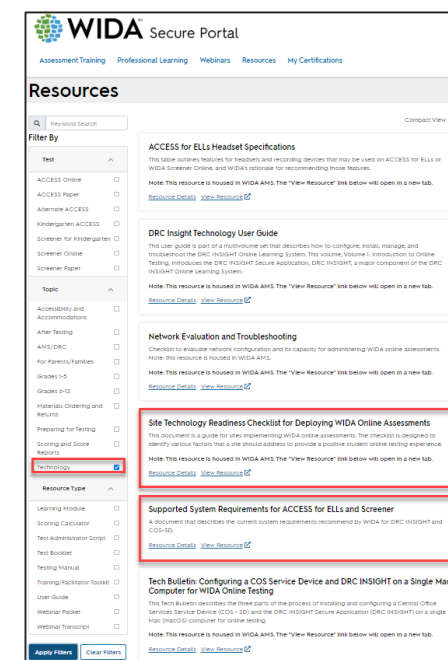 WIDA Secure Portal
Assessment Training Professional Learning Webinars Resources My Certifications
Resources
Keyword Search
Compact View
Filter By
Test
ACCESS Online
ACCESS Paper
Alternate ACCESS
Kindergarten ACCESS
Screener for Kindergarten
Screener Online
Screener Paper
Topic
Accessibility and
Accommodations
After Testing
AMS/DRC
For Parents/Families
Grades 1-5
Grades 6-12
Materials Ordering and
Returns
Preparing for Testing
Scoring and Score
Reports
Technology
Resource Type
Learning Module
Scoring Calculator
Test Administrator Script
Test Booklet
Testing Manual
Training/Facilitator Toolkit
User Guide
Webinar Packet
Webinar Transcript
Apply Filters Clear Filters
ACCESS for ELLs Headset Specifications
This table outlines features for headsets and recording devices that may be used on ACCESS for ELLs or
WIDA Screener Online, and WIDA's rationale for recommending those features.
Note: This resource is housed in WIDA AMS. The "View Resource" link below will open in a new tab.
Resource Details View Resource
DRC Insight Technology User Guide
This user guide is part of a multivolume set that describes how to configure, install, manage, and
troubleshoot the DRC INSIGHT Online Learning System. This volume, Volume I: Introduction to Online
Testing, introduces the DRC INSIGHT Secure Application, DRC INSIGHT, a major component of the DRC
INSIGHT Online Learning System.
Note: This resource is housed in WIDA AMS. The "View Resource" link below will open in a new tab.
Resource Details View Resource
Network Evaluation and Troubleshooting
Checklist to evaluate network configuration and its capacity for administering WIDA online assessments.
Note: this resource is housed in WIDA AMS.
Note: This resource is housed in WIDA AMS. The "View Resource" link below will open in a new tab.
Resource Details View Resource
Site Technology Readiness Checklist for Deploying WIDA Online Assessments
This document is a guide for sites implementing WIDA online assessments. The checklist is designed to
identify various factors that a site should address to provide a positive student online testing experience.
Note: This resource is housed in WIDA AMS. The "View Resource" link below will open in a new tab.
Resource Details View Resource
Supported System Requirements for ACCESS for ELLs and Screener
A document that describes the current system requirements recommend by WIDA for DRC INSIGHT and
COS-SD.
Resource Details View Resource
Tech Bulletin: Configuring a COS Service Device and DRC INSIGHT on a Single Mac
Computer for WIDA Online Testing
This Tech Bulletin describes the three parts of the process of installing and configuring a Central Office
Services Service Device (COS - SD) and the DRC INSIGHT Secure Application (DRC INSIGHT) on a single
Mac (macOS) computer for online testing.
Note: This resource is housed in WIDA AMS. The "View Resource" link below will open in a new tab.
Resource Details View Resource